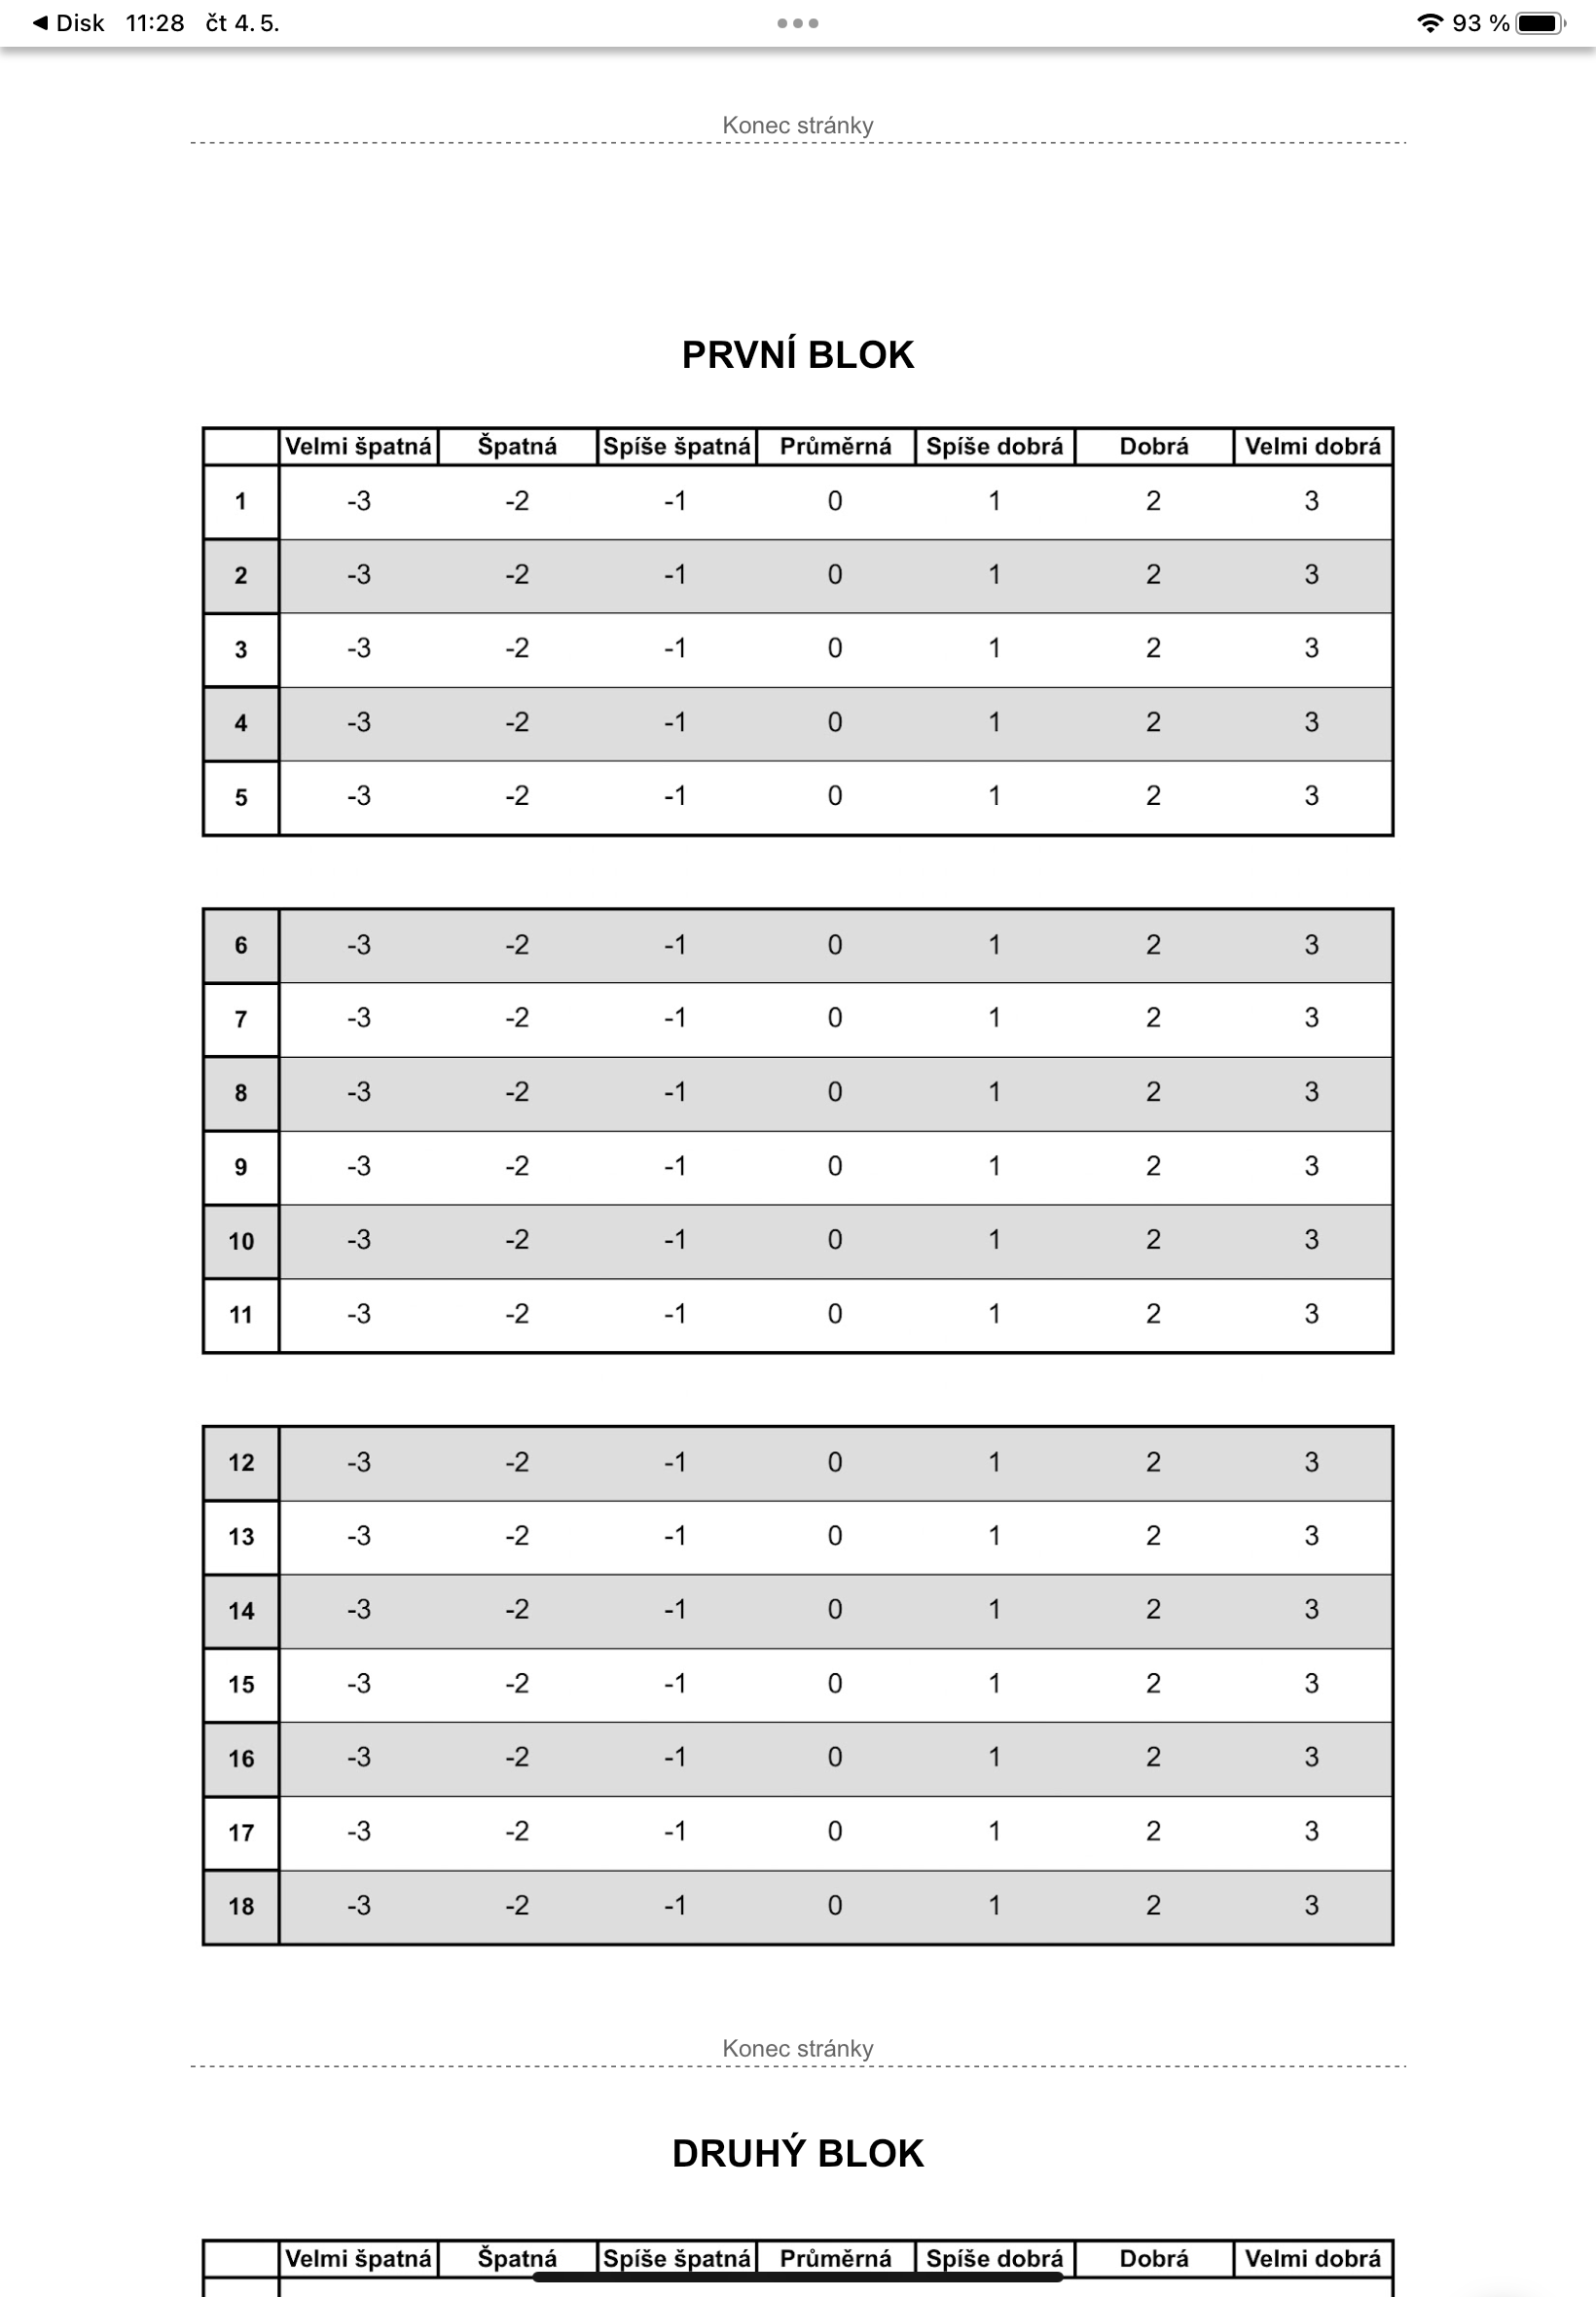 ◀ Disk 11:28 čt 4. 5. 93 %
Konec stránky
PRVNÍ BLOK
Velmi špatná Špatná Spíše špatná Průměrná Spíše dobrá Dobrá Velmi dobrá
1 -3 -2 -1 0 1 2 3
2 -3 -2 -1 0 1 2 3
3 -3 -2 -1 0 1 2 3
4 -3 -2 -1 0 1 2 3
5 -3 -2 -1 0 1 2 3
6 -3 -2 -1 0 1 2 3
7 -3 -2 -1 0 1 2 3
8 -3 -2 -1 0 1 2 3
9 -3 -2 -1 0 1 2 3
10 -3 -2 -1 0 1 2 3
11 -3 -2 -1 0 1 2 3
12 -3 -2 -1 0 1 2 3
13 -3 -2 -1 0 1 2 3
14 -3 -2 -1 0 1 2 3
15 -3 -2 -1 0 1 2 3
16 -3 -2 -1 0 1 2 3
17 -3 -2 -1 0 1 2 3
18 -3 -2 -1 0 1 2 3
Konec stránky
DRUHÝ BLOK
Velmi špatná Špatná Spíše špatná Průměrná Spíše dobrá Dobrá Velmi dobrá